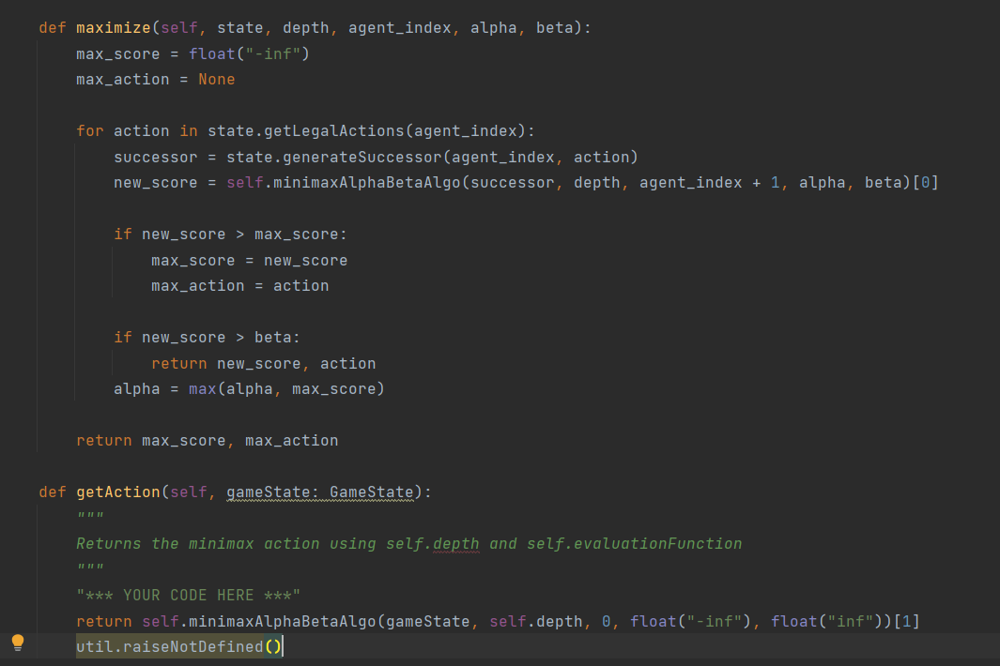 def maximize(self, state, depth, agent_index, alpha, beta):
max_score = float("-inf")
max_action = None
for action in state.getLegalActions(agent_index):
successor = state.generateSuccessor(agent_index, action)
new_score = self.minimaxAlphaBetaAlgo(successor, depth, agent_index + 1, alpha, beta)[0]
if new_score > max_score:
max_score = new_score
max_action = action
if new_score > beta:
return new_score, action
alpha = max(alpha, max_score)
return max_score, max_action
def getAction(self, gameState: GameState):
"""
Returns the minimax action using self.depth and self.evaluationFunction
"""
"*** YOUR CODE HERE ***"
return self.minimaxAlphaBetaAlgo(gameState, self.depth, 0, float("-inf"), float("inf"))[1]
util.raiseNotDefined()